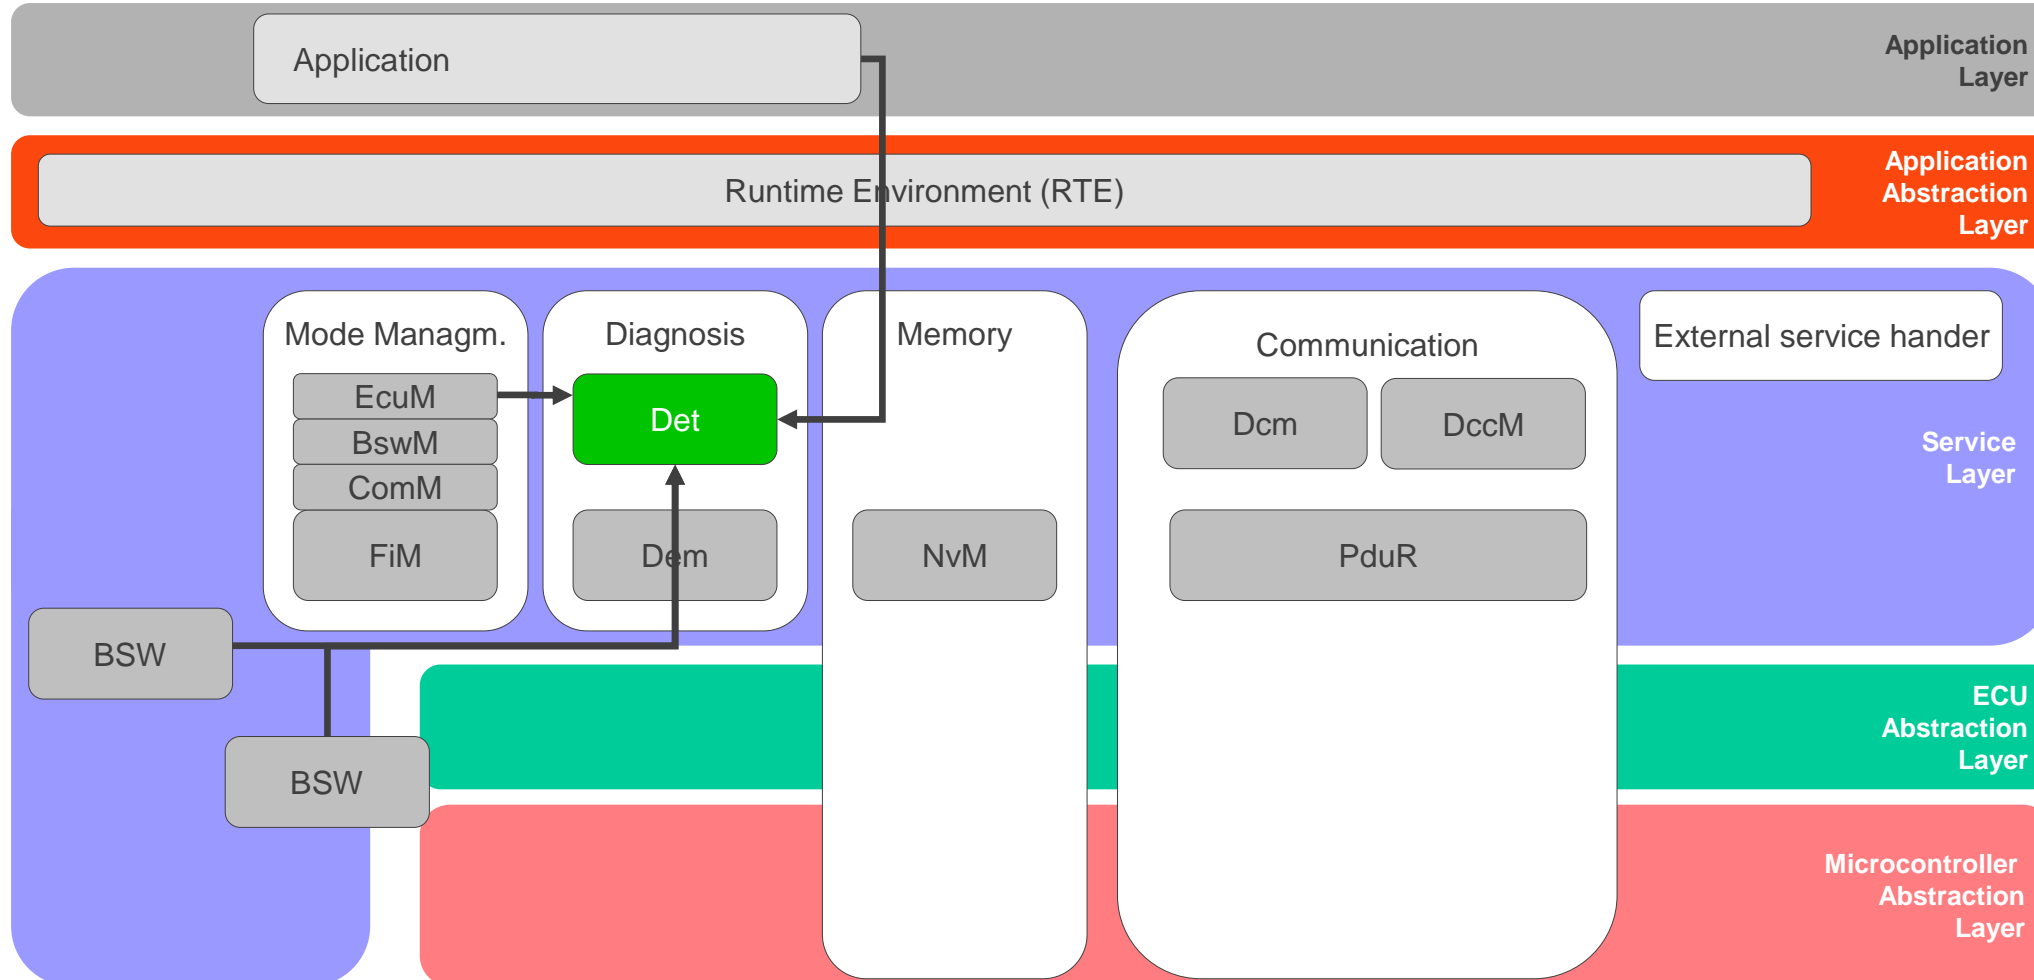 Application
Application
Layer
Runtime Environment (RTE)
Application
Abstraction
Layer
Mode Managm.
EcuM
BswM
ComM
FiM
Diagnosis
Det
Dem
Memory
NvM
Communication
Dcm
DccM
PduR
External service hander
Service
Layer
BSW
BSW
ECU
Abstraction
Layer
Microcontroller
Abstraction
Layer